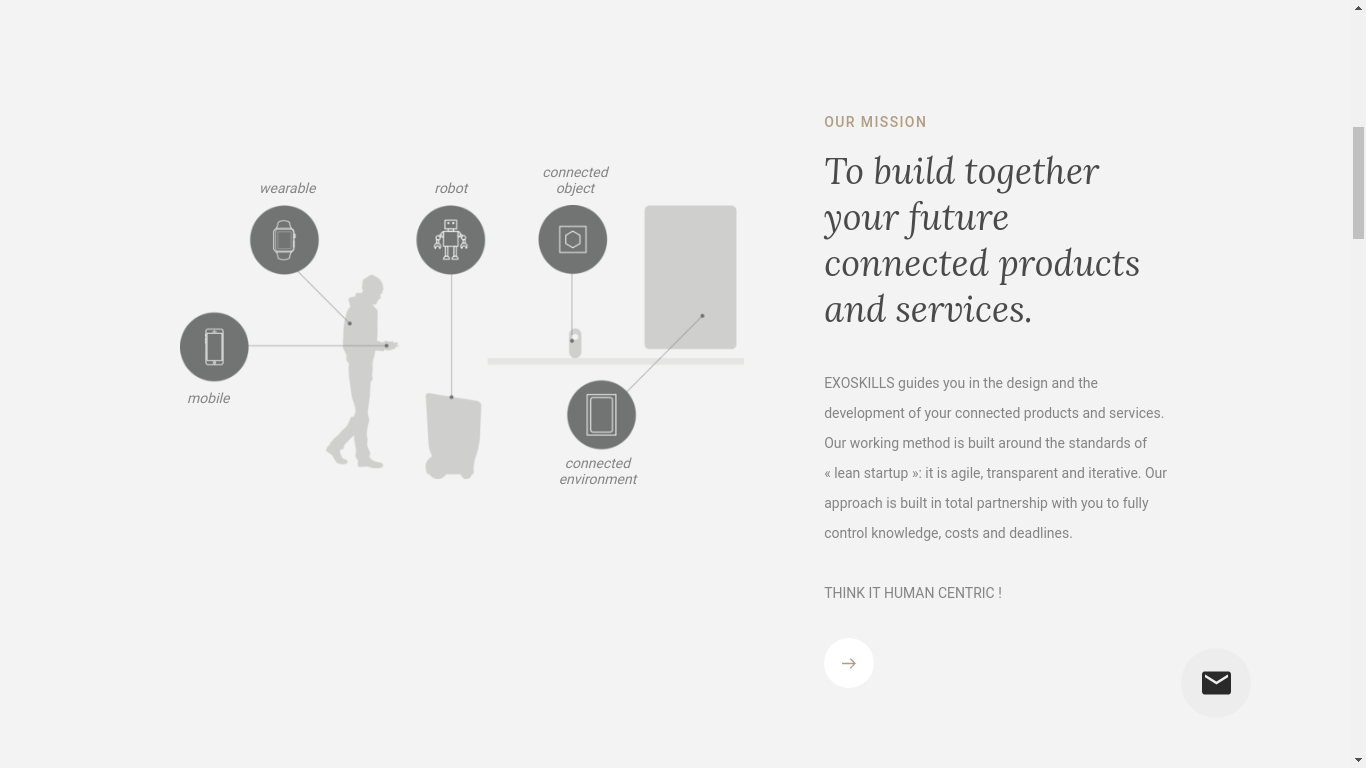 connected
object
wearable
robot
mobile
connected
environment
OUR MISSION
To build together
your future
connected products
and services.
EXOSKILLS guides you in the design and the
development of your connected products and services.
Our working method is built around the standards of
« lean startup »: it is agile, transparent and iterative. Our
approach is built in total partnership with you to fully
control knowledge, costs and deadlines.
THINK IT HUMAN CENTRIC !